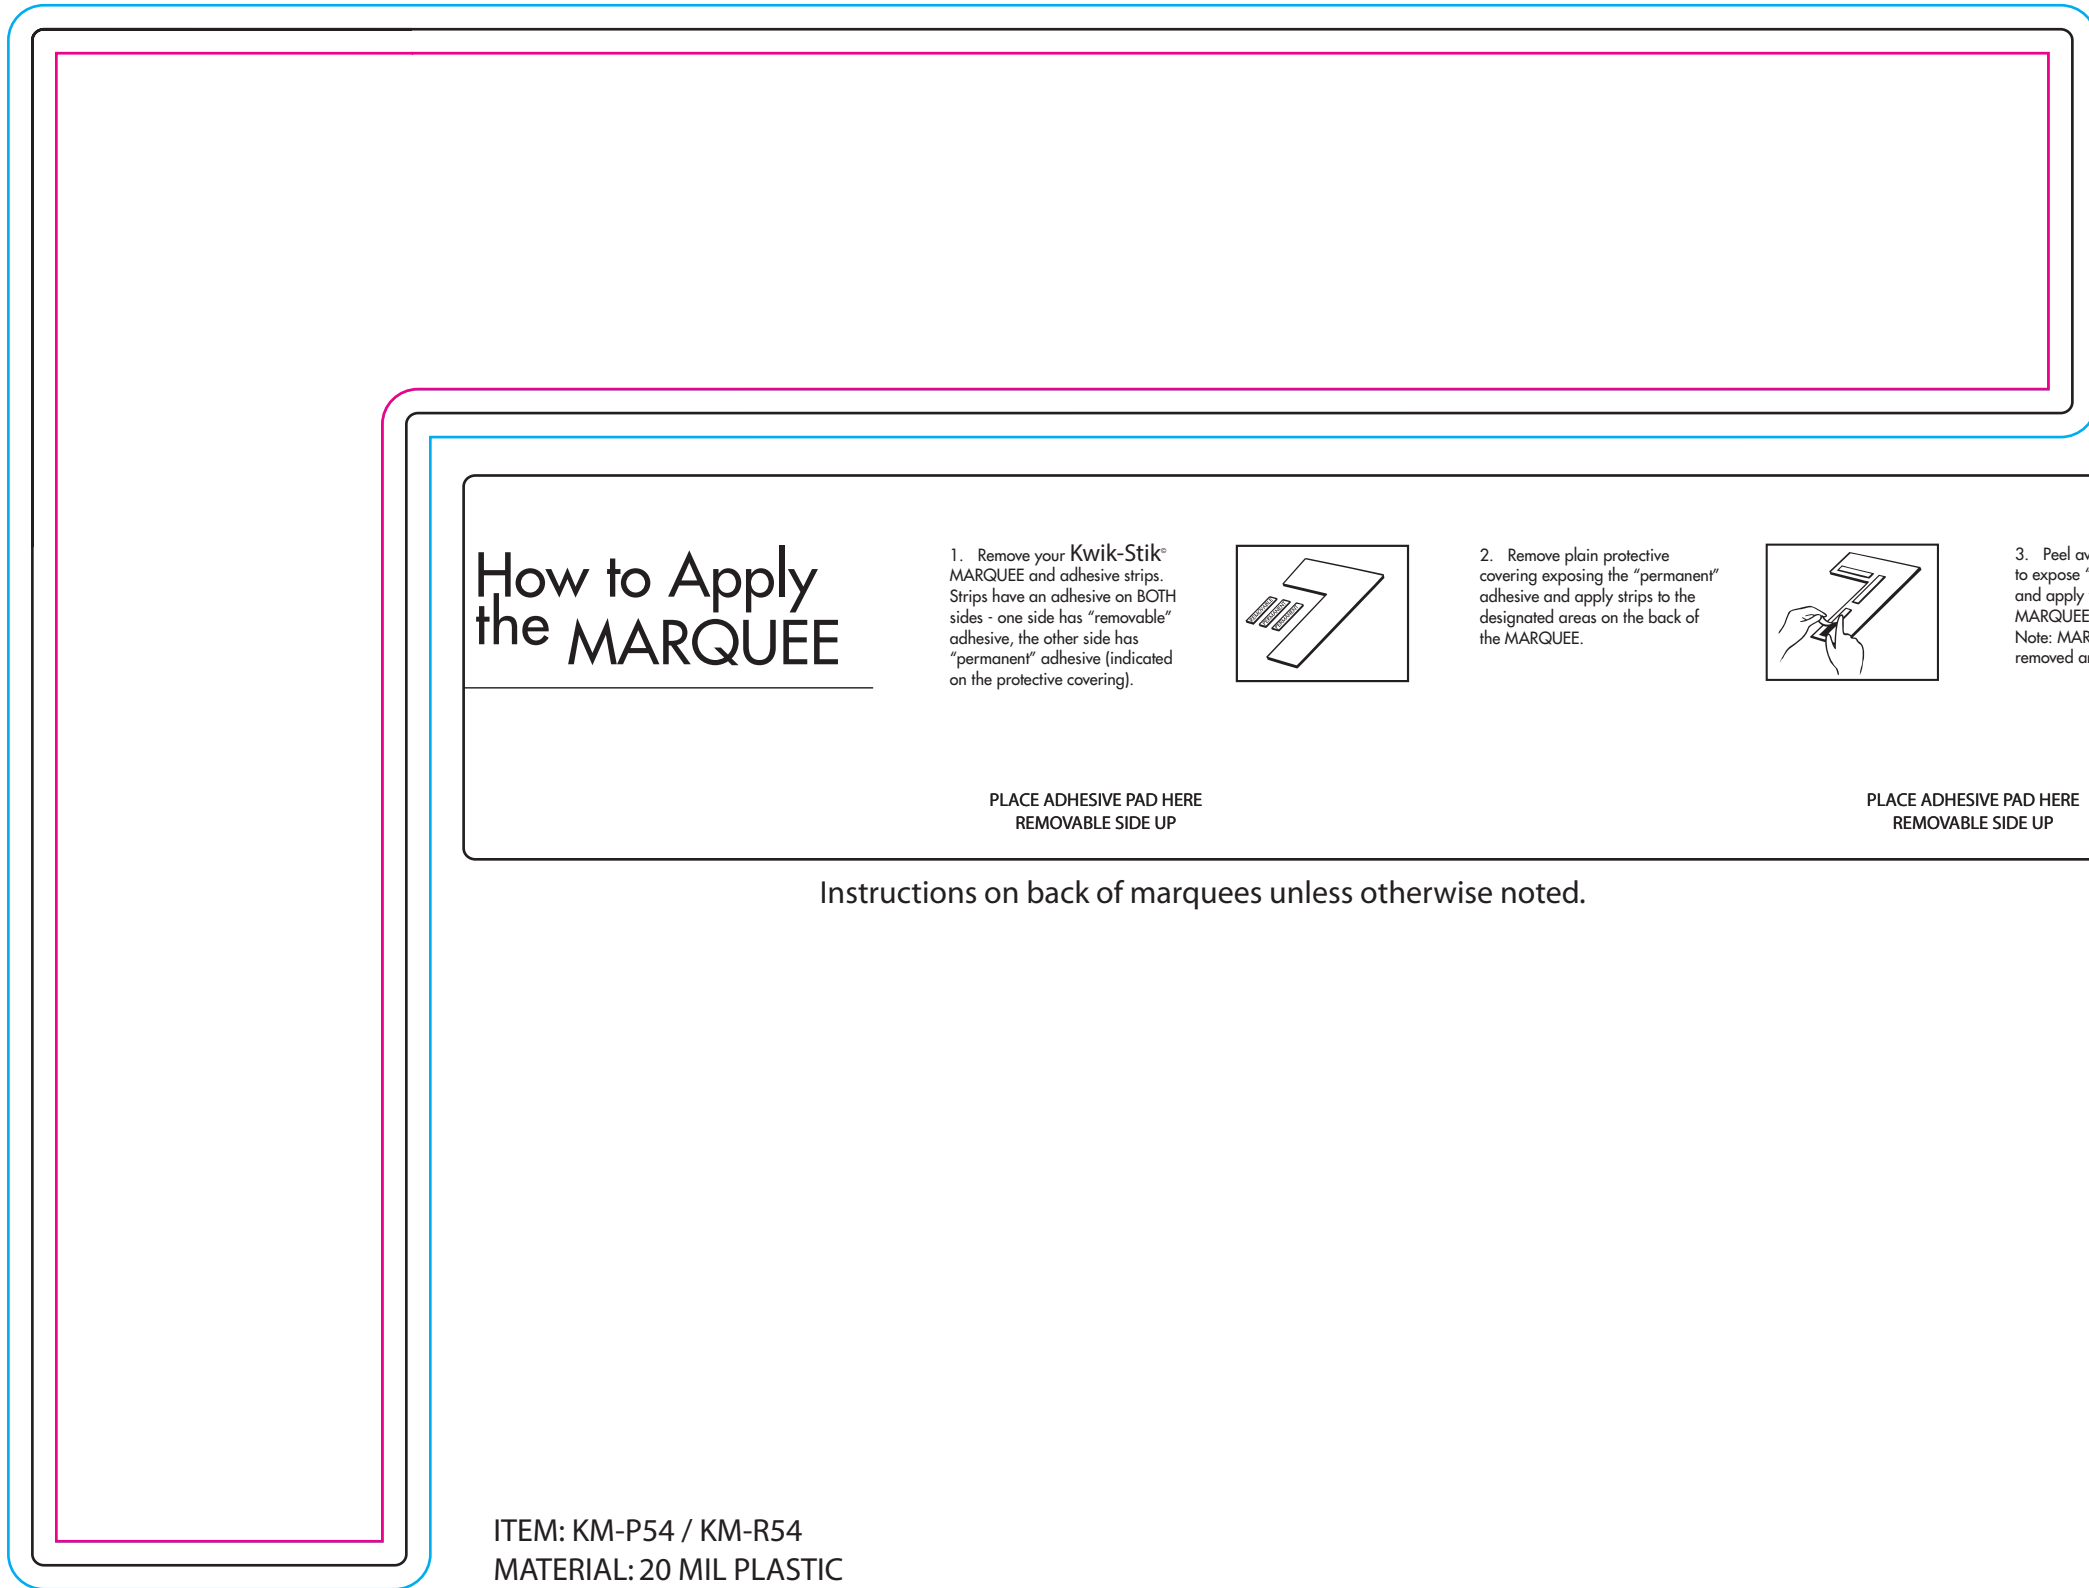 How to Apply
the MARQUEE
1. Remove your Kwik-Stik©
MARQUEE and adhesive strips.
Strips have an adhesive on BOTH
sides - one side has “removable”
adhesive, the other side has
“permanent” adhesive (indicated
on the protective covering).
2. Remove plain protective
covering exposing the “permanent”
adhesive and apply strips to the
designated areas on the back of
the MARQUEE.
3. Peel
to expose
and apply
MARQUEE
Note:
removed
PLACE ADHESIVE PAD HERE
REMOVABLE SIDE UP
PLACE ADHESIVE PAD HERE
REMOVABLE SIDE UP
Instructions on back of marquees unless otherwise noted.
ITEM: KM-P54 / KM-R54
MATERIAL: 20 MIL PLASTIC